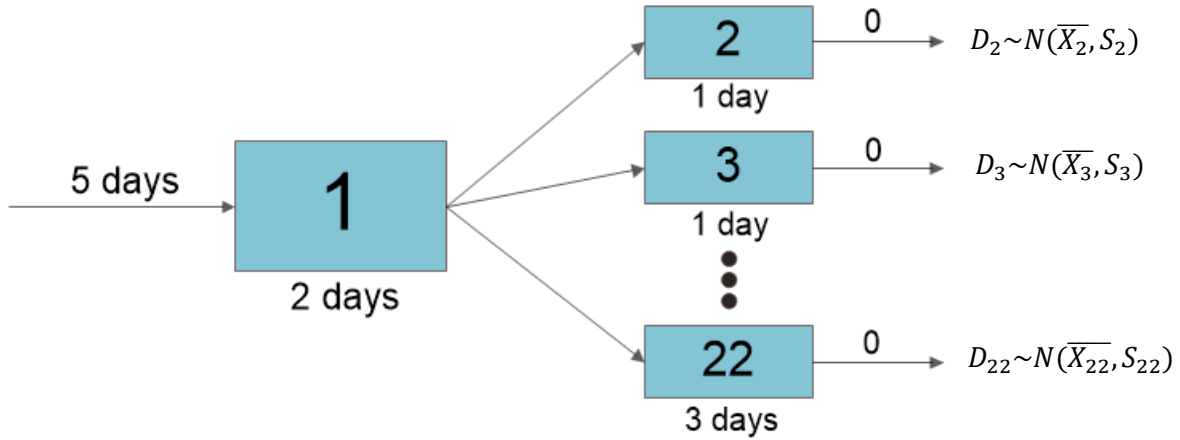 5 days
1
2 days
2
1 day
0
D₂~N(X̅₂, S₂)
3
1 day
0
D₃~N(X̅₃, S₃)
22
3 days
0
D₂₂~N(X̅₂₂, S₂₂)